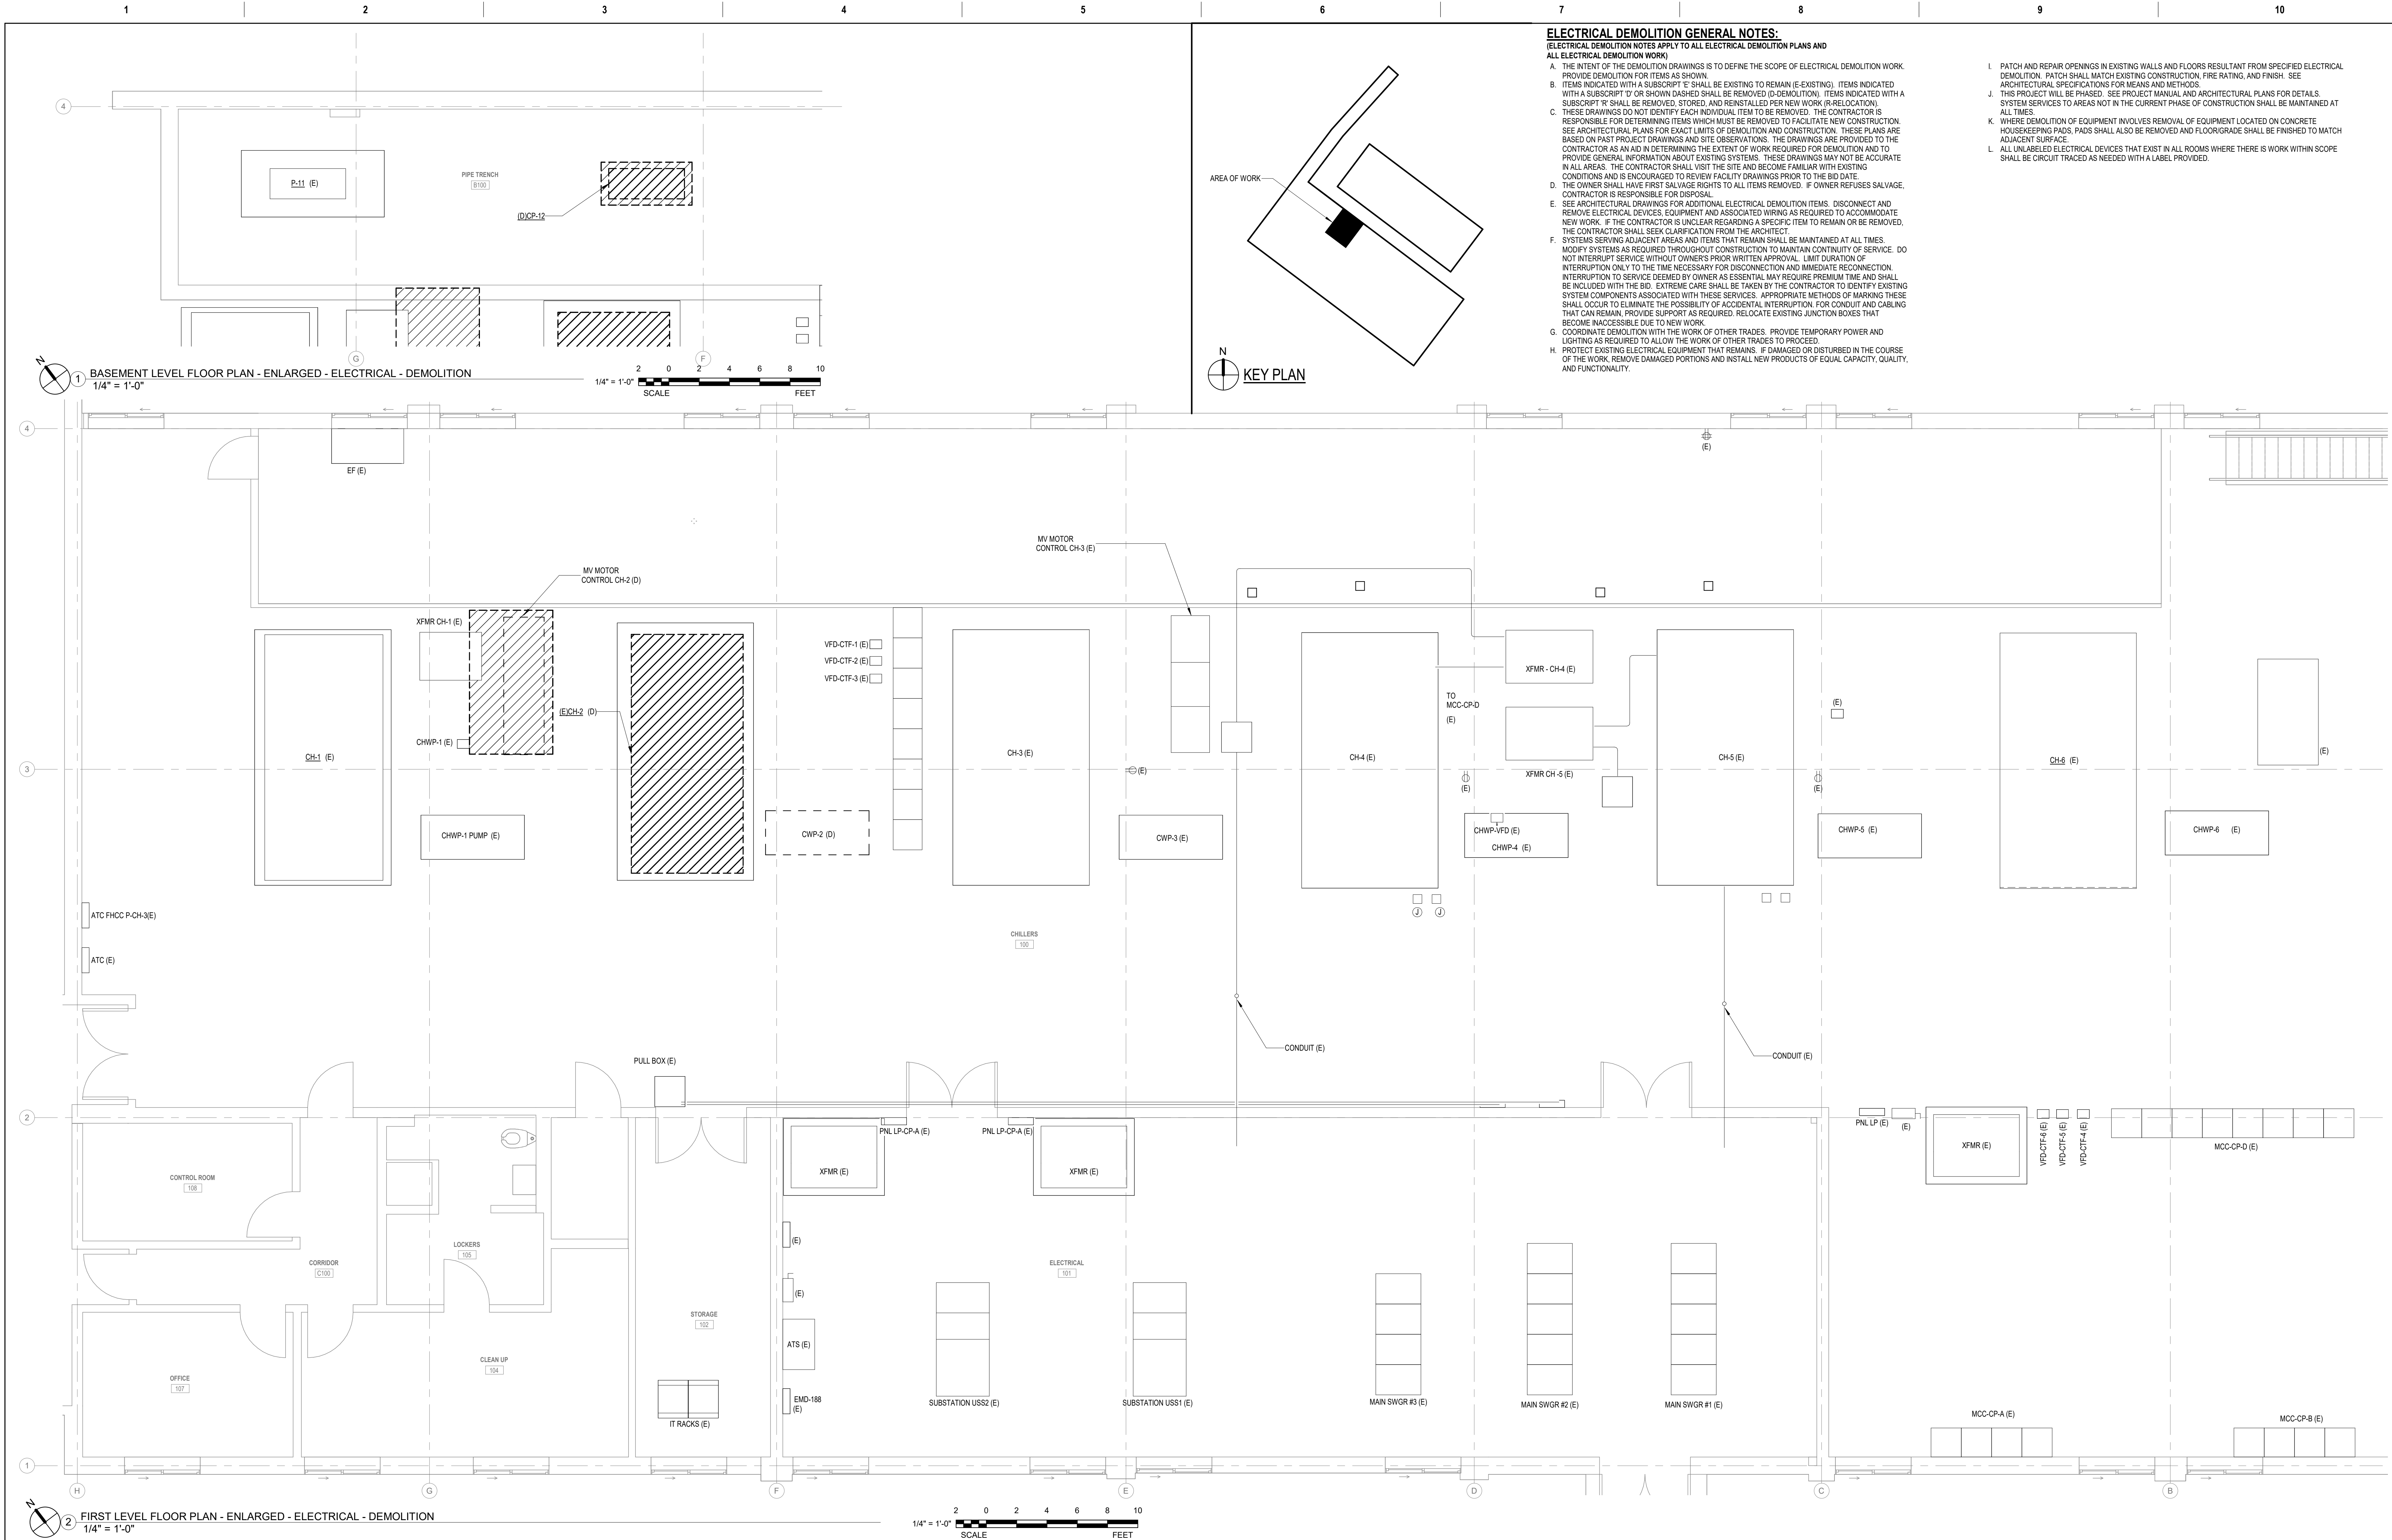 1 2 3 4 5 6 7 8 9 10
4
P-11 (E)
PIPE TRENCH
B100
(D)CP-12
G F
N
1 BASEMENT LEVEL FLOOR PLAN - ENLARGED - ELECTRICAL - DEMOLITION
1/4" = 1'-0"
2 10 0 2 4 6 8 10
1/4" = 1'-0"
SCALE FEET
AREA OF WORK
N
KEY PLAN
ELECTRICAL DEMOLITION GENERAL NOTES:
(ELECTRICAL DEMOLITION NOTES APPLY TO ALL ELECTRICAL DEMOLITION PLANS AND
ALL ELECTRICAL DEMOLITION WORK)
A. THE INTENT OF THE DEMOLITION DRAWINGS IS TO DEFINE THE SCOPE OF ELECTRICAL DEMOLITION WORK.
PROVIDE DEMOLITION FOR ITEMS AS SHOWN.
B. ITEMS INDICATED WITH A SUBSCRIPT 'E' SHALL BE EXISTING TO REMAIN (E-EXISTING). ITEMS INDICATED
WITH A SUBSCRIPT 'D' OR SHOWN DASHED SHALL BE REMOVED (D-DEMOLITION). ITEMS INDICATED WITH A
SUBSCRIPT 'R' SHALL BE REMOVED, STORED, AND REINSTALLED PER NEW WORK (R-RELOCATION).
C. THESE DRAWINGS DO NOT IDENTIFY EACH INDIVIDUAL ITEM TO BE REMOVED. THE CONTRACTOR IS
RESPONSIBLE FOR DETERMINING ITEMS WHICH MUST BE REMOVED TO FACILITATE NEW CONSTRUCTION.
SEE ARCHITECTURAL PLANS FOR EXACT LIMITS OF DEMOLITION AND CONSTRUCTION. THESE PLANS ARE
BASED ON PAST PROJECT DRAWINGS AND SITE OBSERVATIONS. THE DRAWINGS ARE PROVIDED TO THE
CONTRACTOR AS AN AID IN DETERMINING THE EXTENT OF WORK REQUIRED FOR DEMOLITION AND TO
PROVIDE GENERAL INFORMATION ABOUT EXISTING SYSTEMS. THESE DRAWINGS MAY NOT BE ACCURATE
IN ALL AREAS. THE CONTRACTOR SHALL VISIT THE SITE AND BECOME FAMILIAR WITH EXISTING
CONDITIONS AND IS ENCOURAGED TO REVIEW FACILITY DRAWINGS PRIOR TO THE BID DATE.
D. THE OWNER SHALL HAVE FIRST SALVAGE RIGHTS TO ALL ITEMS REMOVED. IF OWNER REFUSES SALVAGE,
CONTRACTOR IS RESPONSIBLE FOR DISPOSAL.
E. SEE ARCHITECTURAL DRAWINGS FOR ADDITIONAL ELECTRICAL DEMOLITION ITEMS. DISCONNECT AND
REMOVE ELECTRICAL DEVICES, EQUIPMENT AND ASSOCIATED WIRING AS REQUIRED TO ACCOMMODATE
NEW WORK. IF THE CONTRACTOR IS UNCLEAR REGARDING A SPECIFIC ITEM TO REMAIN OR BE REMOVED,
THE CONTRACTOR SHALL SEEK CLARIFICATION FROM THE ARCHITECT.
F. SYSTEMS SERVING ADJACENT AREAS AND ITEMS THAT REMAIN SHALL BE MAINTAINED AT ALL TIMES.
MODIFY SYSTEMS AS REQUIRED THROUGHOUT CONSTRUCTION TO MAINTAIN CONTINUITY OF SERVICE. DO
NOT INTERRUPT SERVICE WITHOUT OWNER'S PRIOR WRITTEN APPROVAL. LIMIT DURATION OF
INTERRUPTION ONLY TO THE TIME NECESSARY FOR DISCONNECTION AND IMMEDIATE RECONNECTION.
INTERRUPTION TO SERVICE DEEMED BY OWNER AS ESSENTIAL MAY REQUIRE PREMIUM TIME AND SHALL
BE INCLUDED WITH THE BID. EXTREME CARE SHALL BE TAKEN BY THE CONTRACTOR TO IDENTIFY EXISTING
SYSTEM COMPONENTS ASSOCIATED WITH THESE SERVICES. APPROPRIATE METHODS OF MARKING THESE
SHALL OCCUR TO ELIMINATE THE POSSIBILITY OF ACCIDENTAL INTERRUPTION. FOR CONDUIT AND CABLING
THAT CAN REMAIN, PROVIDE SUPPORT AS REQUIRED. RELOCATE EXISTING JUNCTION BOXES THAT
BECOME INACCESSIBLE DUE TO NEW WORK.
G. COORDINATE DEMOLITION WITH THE WORK OF OTHER TRADES. PROVIDE TEMPORARY POWER AND
LIGHTING AS REQUIRED TO ALLOW THE WORK OF OTHER TRADES TO PROCEED.
H. PROTECT EXISTING ELECTRICAL EQUIPMENT THAT REMAINS. IF DAMAGED OR DISTURBED IN THE COURSE
OF THE WORK, REMOVE DAMAGED PORTIONS AND INSTALL NEW PRODUCTS OF EQUAL CAPACITY, QUALITY,
AND FUNCTIONALITY.
I. PATCH AND REPAIR OPENINGS IN EXISTING WALLS AND FLOORS RESULTANT FROM SPECIFIED ELECTRICAL
DEMOLITION. PATCH SHALL MATCH EXISTING CONSTRUCTION, FIRE RATING, AND FINISH. SEE
ARCHITECTURAL SPECIFICATIONS FOR MEANS AND METHODS.
J. THIS PROJECT WILL BE PHASED. SEE PROJECT MANUAL AND ARCHITECTURAL PLANS FOR DETAILS.
SYSTEM SERVICES TO AREAS NOT IN THE CURRENT PHASE OF CONSTRUCTION SHALL BE MAINTAINED AT
ALL TIMES.
K. WHERE DEMOLITION OF EQUIPMENT INVOLVES REMOVAL OF EQUIPMENT LOCATED ON CONCRETE
HOUSEKEEPING PADS, PADS SHALL ALSO BE REMOVED AND FLOOR/GRADE SHALL BE FINISHED TO MATCH
ADJACENT SURFACE.
L. ALL UNLABELED ELECTRICAL DEVICES THAT EXIST IN ALL ROOMS WHERE THERE IS WORK WITHIN SCOPE
SHALL BE CIRCUIT TRACED AS NEEDED WITH A LABEL PROVIDED.
4
EF (E)
(E)
MV MOTOR
CONTROL CH-3 (E)
MV MOTOR
CONTROL CH-2 (D)
XFMR CH-1 (E)
VFD-CTF-1 (E)
VFD-CTF-2 (E)
VFD-CTF-3 (E)
XFMR - CH-4 (E)
TO
MCC-CP-D
(E)
(E)
(E)CH-2 (D)
CHWP-1 (E)
CH-1 (E)
CH-3 (E)
CH-4 (E)
CH-5 (E)
CH-6 (E)
(E)
3
(E)
XFMR CH -5 (E)
(E)
(E)
CHWP-1 PUMP (E)
CWP-2 (D)
CWP-3 (E)
CHWP-VFD (E)
CHWP-4 (E)
CHWP-5 (E)
CHWP-6 (E)
J J
ATC FHCC P-CH-3(E)
ATC (E)
CHILLERS
100
CONDUIT (E)
CONDUIT (E)
PULL BOX (E)
2
PNL LP-CP-A (E)
PNL LP-CP-A (E)
PNL LP (E)
(E)
XFMR (E)
XFMR (E)
XFMR (E)
VFD-CTF-6 (E)
VFD-CTF-5 (E)
VFD-CTF-4 (E)
MCC-CP-D (E)
CONTROL ROOM
108
LOCKERS
105
CORRIDOR
C100
(E)
(E)
ELECTRICAL
101
STORAGE
102
ATS (E)
CLEAN UP
104
OFFICE
107
EMD-188
(E)
IT RACKS (E)
SUBSTATION USS2 (E)
SUBSTATION USS1 (E)
MAIN SWGR #3 (E)
MAIN SWGR #2 (E)
MAIN SWGR #1 (E)
MCC-CP-A (E)
MCC-CP-B (E)
1
H G F E D C B
N
2 FIRST LEVEL FLOOR PLAN - ENLARGED - ELECTRICAL - DEMOLITION
1/4" = 1'-0"
2 0 2 4 6 8 10
1/4" = 1'-0"
SCALE FEET